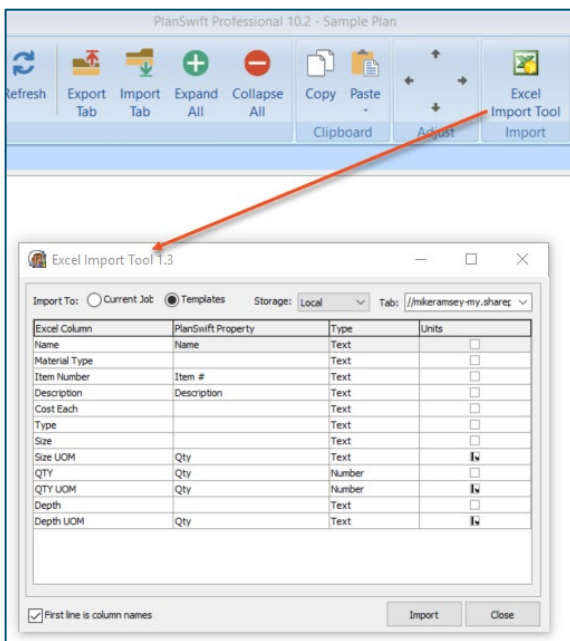 PlanSwift Professional 10.2 - Sample Plan
Refresh Export Tab Import Tab Expand All Collapse All Copy Paste Excel Import Tool
Clipboard Adjust Import
Excel Import Tool 1.3
Import To: Current Job Templates Storage: Local Tab: //mikeramsey-my.sharep
Excel Column PlanSwift Property Type Units
Name Name Text
Material Type Text
Item Number Item # Text
Description Description Text
Cost Each Text
Type Text
Size Text
Size UOM Qty Text
QTY Qty Number
QTY UOM Qty Number
Depth Text
Depth UOM Qty Text
First line is column names Import Close